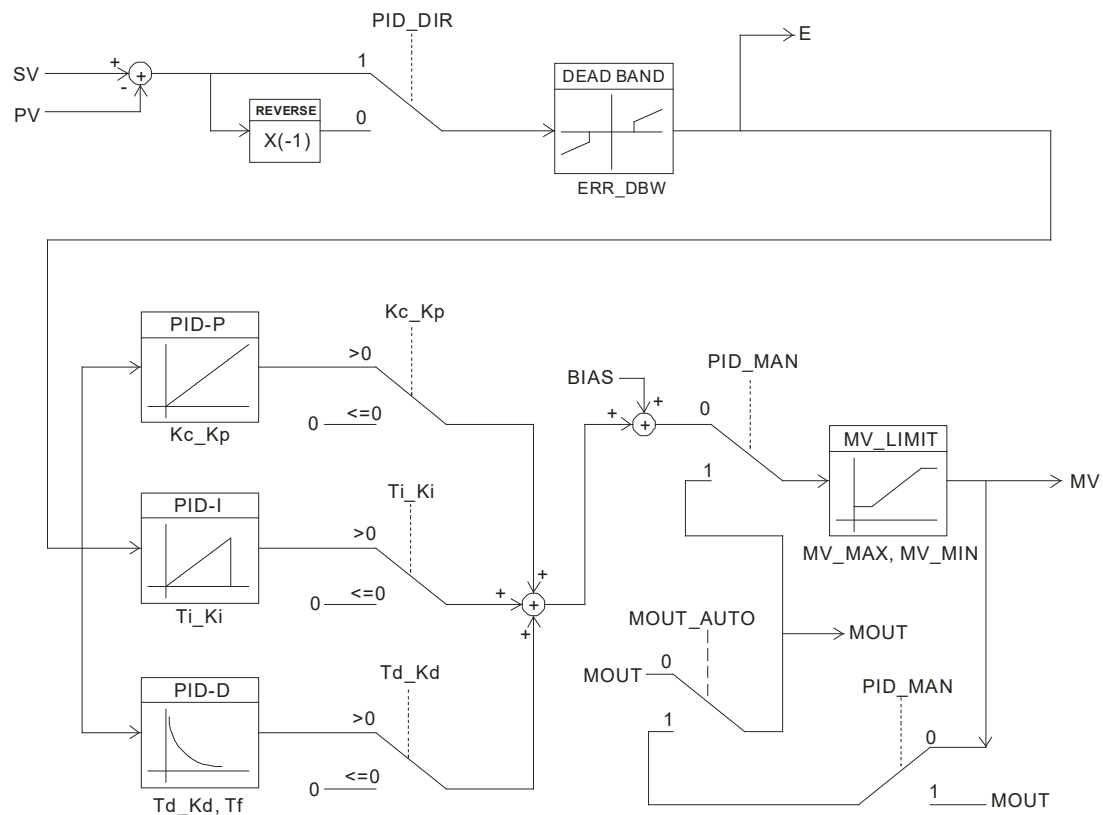 PID_DIR
E
SV
+
+
-
PV
1
0
REVERSE
X(-1)
DEAD BAND
ERR_DBW
PID-P
Kc_Kp
Kc_Kp
>0
0
<=0
PID-I
Ti_Ki
Ti_Ki
>0
0
<=0
PID-D
Td_Kd, Tf
Td_Kd
>0
0
<=0
+
+
+
+
BIAS
+
+
+
PID_MAN
0
1
MV_LIMIT
MV_MAX, MV_MIN
MV
MOUT_AUTO
MOUT
0
1
MOUT
PID_MAN
0
1
MOUT